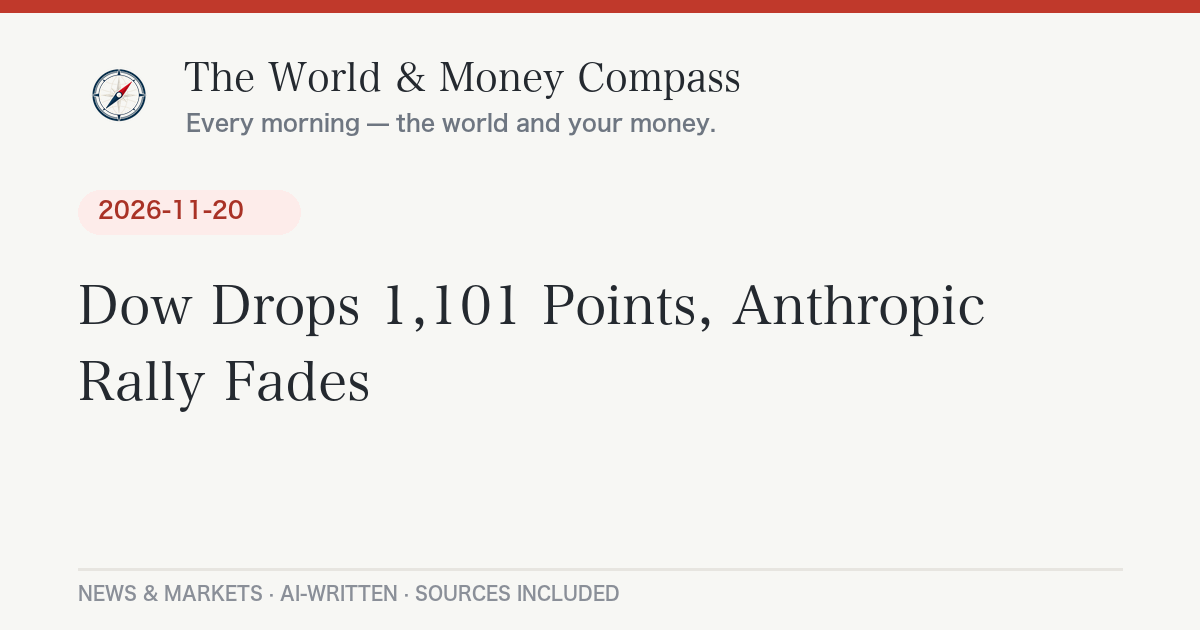 The World & Money Compass
Every morning — the world and your money.
2026-11-20
Dow Drops 1,101 Points, Anthropic
Rally Fades
NEWS & MARKETS · AI-WRITTEN · SOURCES INCLUDED